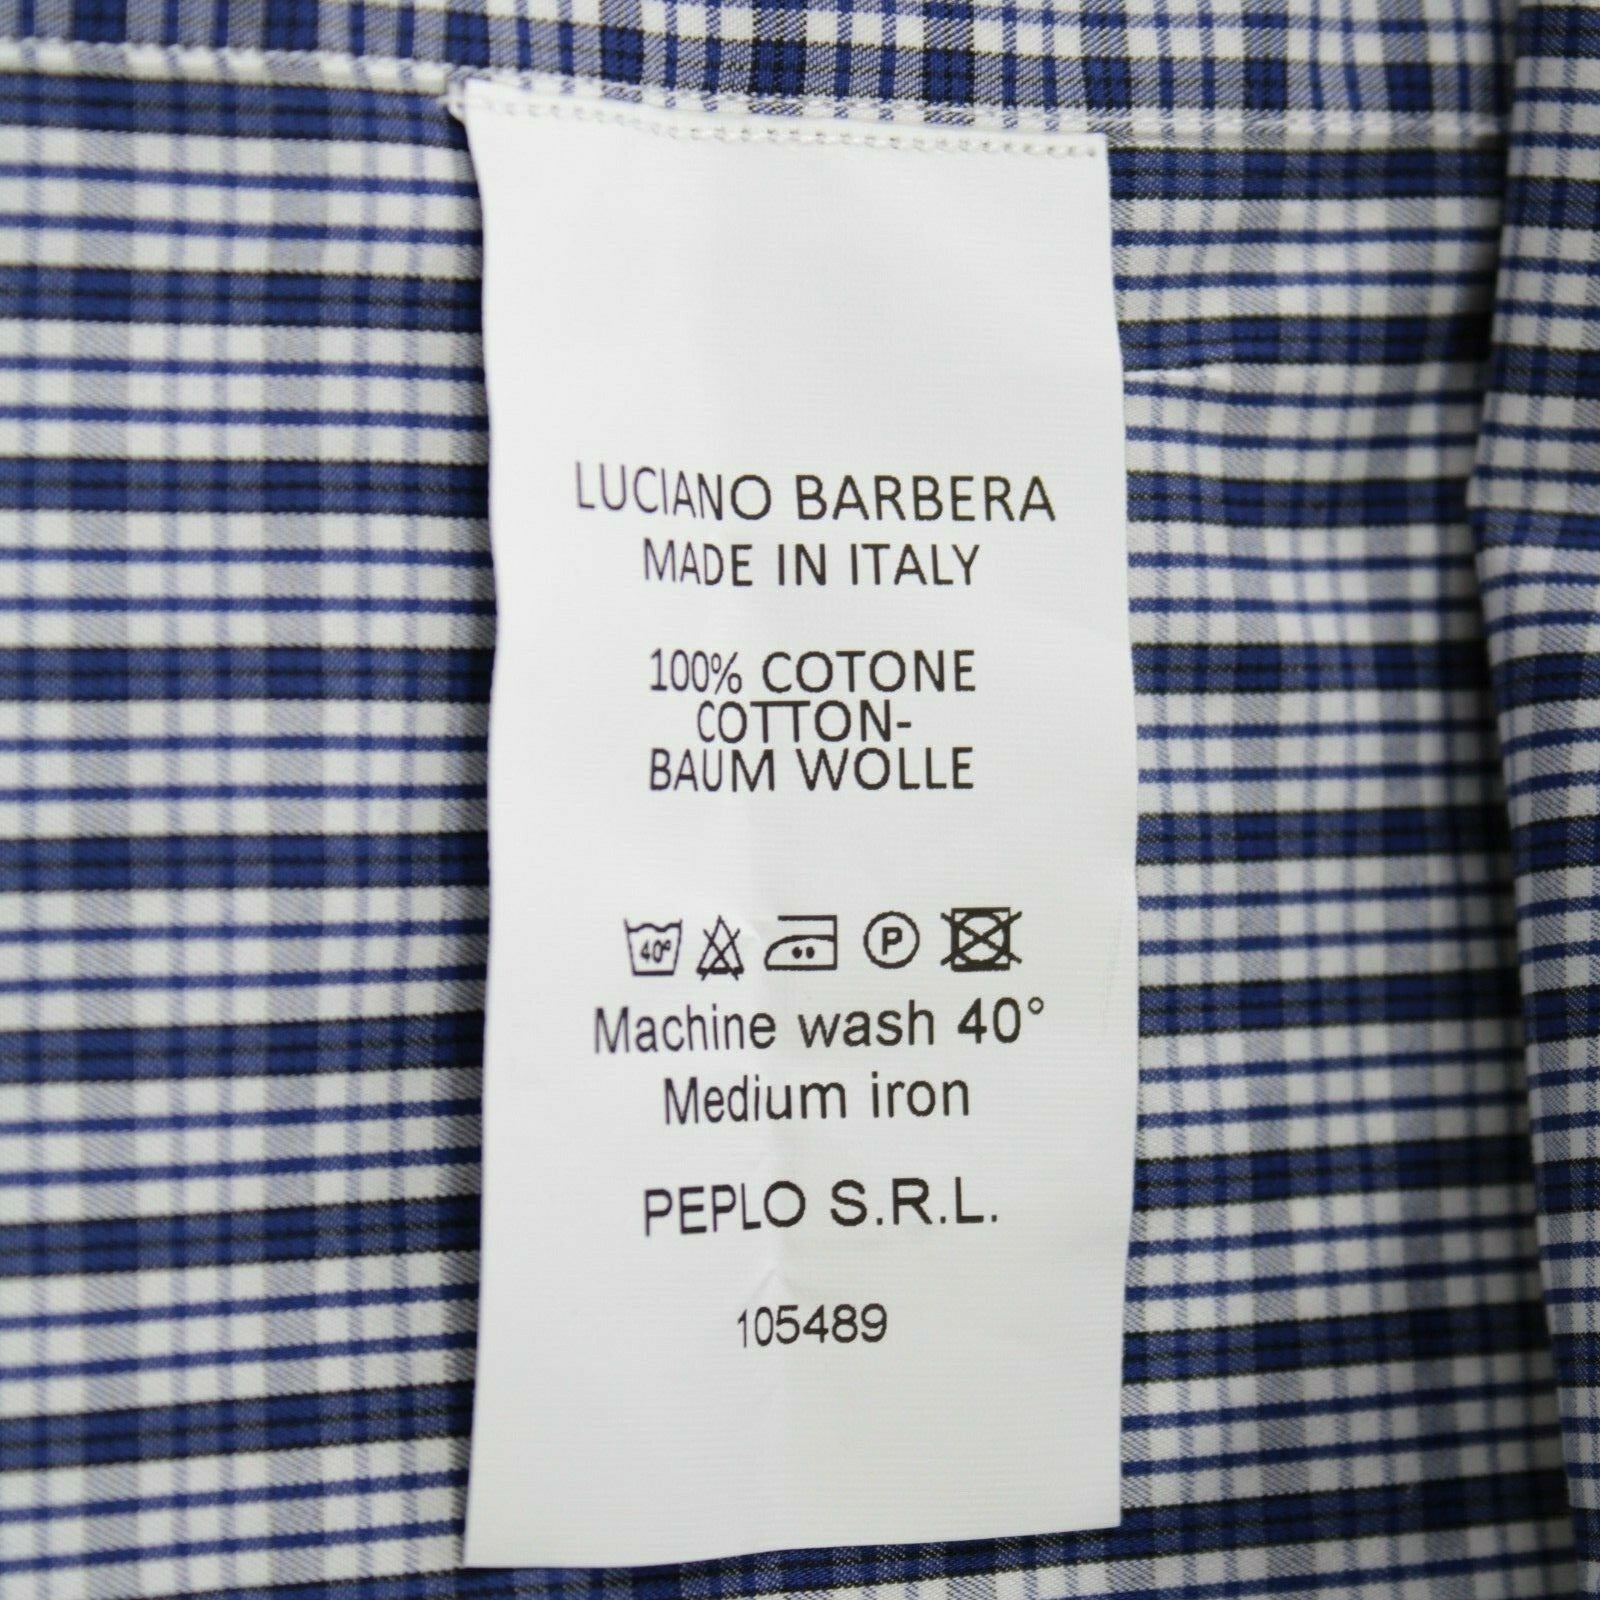 LUCIANO BARBERA
MADE IN ITALY
100% COTONE
COTTON-
BAUM WOLLE
40° P
Machine wash 40°
Medium iron
PEPLO S.R.L.
105489